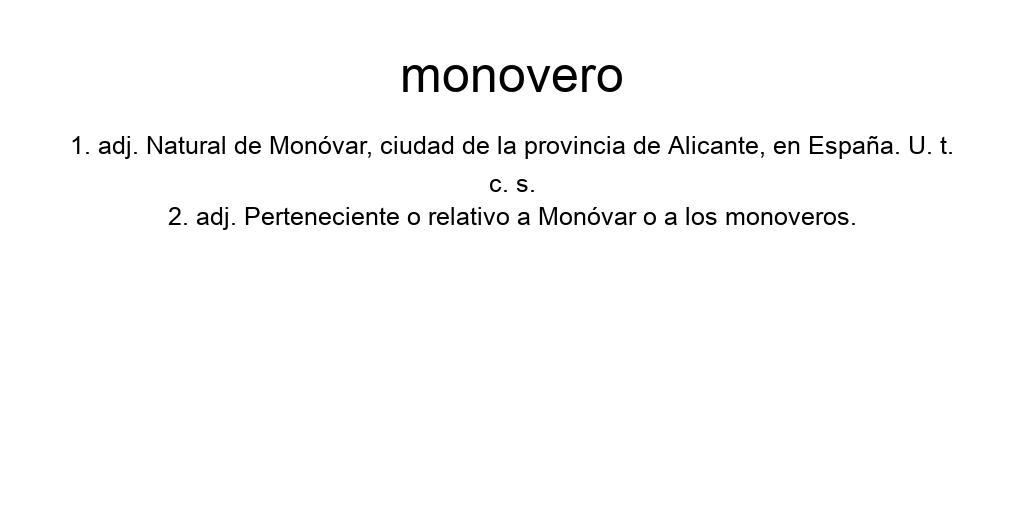 monovero
1. adj. Natural de Monóvar, ciudad de la provincia de Alicante, en España. U. t.
c. s.
2. adj. Perteneciente o relativo a Monóvar o a los monoveros.